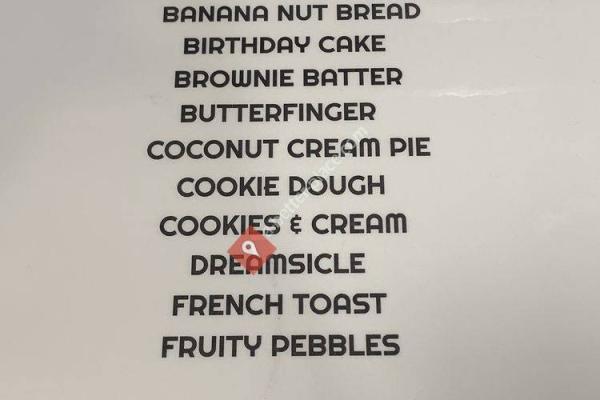 BANANA NUT BREAD
BIRTHDAY CAKE
BROWNIE BATTER
BUTTERFINGER
COCONUT CREAM PIE
COOKIE DOUGH
COOKIES & CREAM
DREAMSICLE
FRENCH TOAST
FRUITY PEBBLES